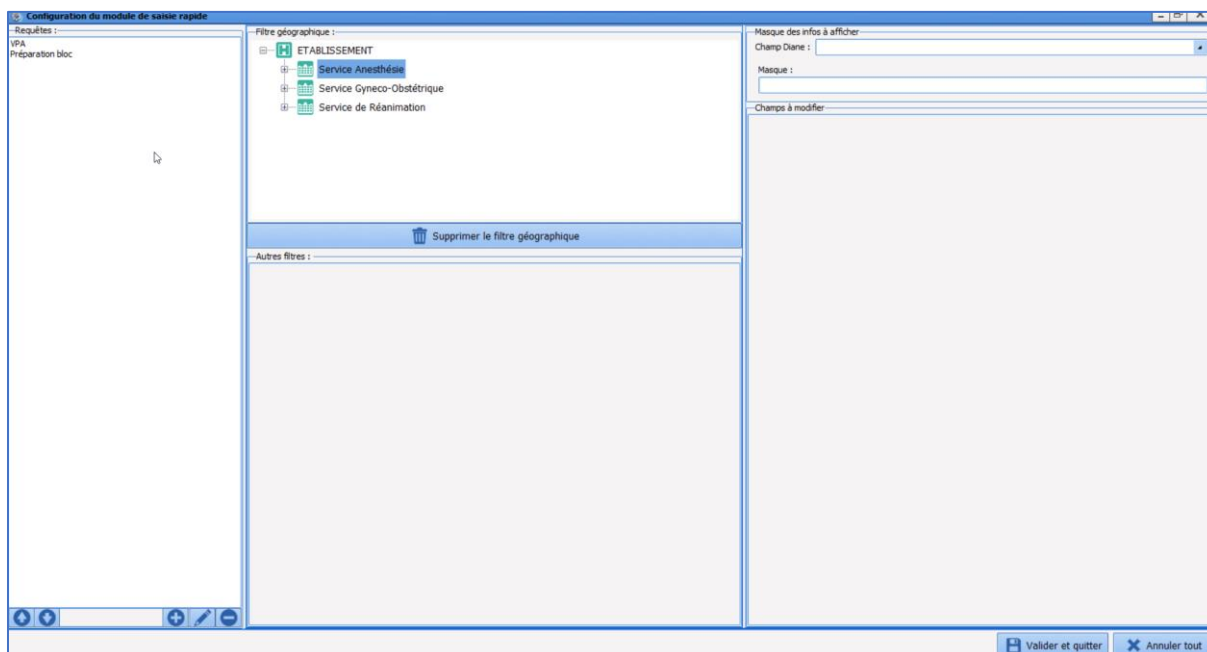 Configuration du module de saisie rapide
Requêtes :
VPA
Préparation bloc
Filtre géographique :
ETABLISSEMENT
Service Anesthésie
Service Gyneco-Obstétrique
Service de Réanimation
Supprimer le filtre géographique
Autres filtres :
Masque des infos à afficher
Champ Diane :
Masque :
Champs à modifier
Valider et quitter
Annuler tout